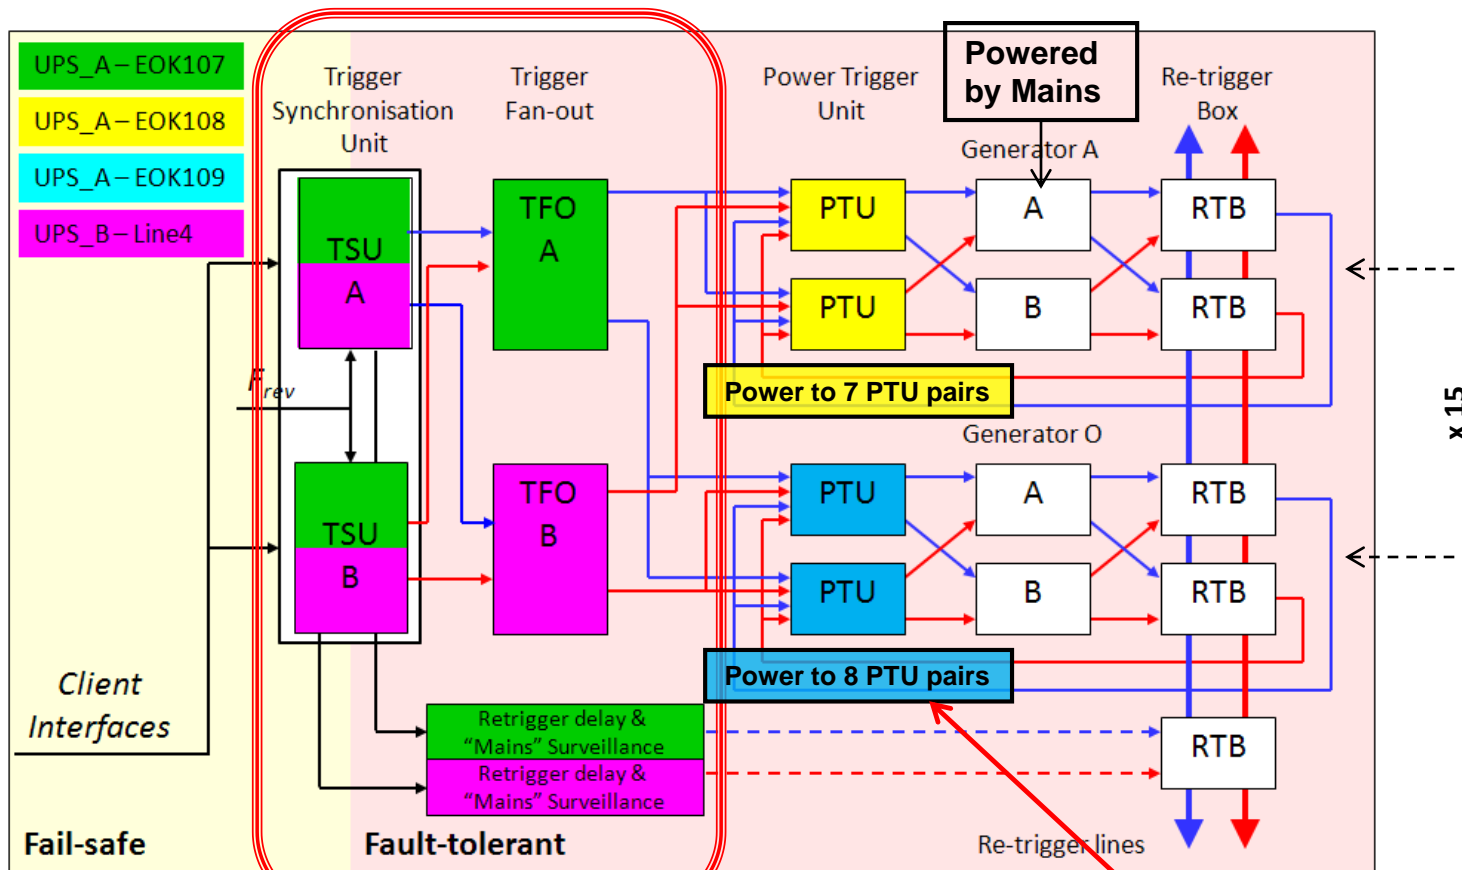 UPS_A – EOK107
UPS_A – EOK108
UPS_A – EOK109
UPS_B – Line4
Trigger
Synchronisation
Unit
Trigger
Fan-out
Power Trigger
Unit
Powered
by Mains
Re-trigger
Box
Generator A
TSU
A
TFO
A
PTU
A
RTB
PTU
B
RTB
Frev
Power to 7 PTU pairs
x 15
Generator O
TSU
B
TFO
B
PTU
A
RTB
PTU
B
RTB
Power to 8 PTU pairs
Client
Interfaces
Retrigger delay &
“Mains” Surveillance
Retrigger delay &
“Mains” Surveillance
RTB
Fail-safe
Fault-tolerant
Re-trigger lines